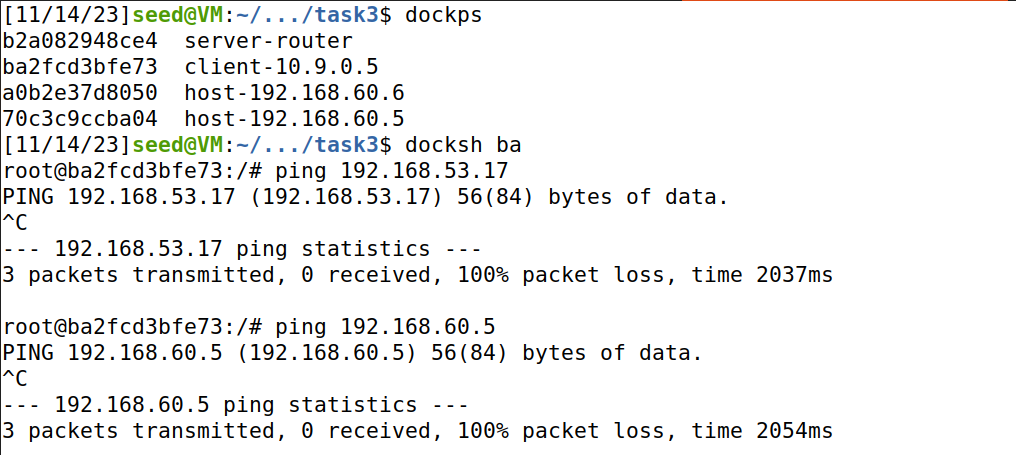 [11/14/23]seed@VM:~/.../task3$ dockps
b2a082948ce4  server-router
ba2fcd3bfe73  client-10.9.0.5
a0b2e37d8050  host-192.168.60.6
70c3c9ccba04  host-192.168.60.5
[11/14/23]seed@VM:~/.../task3$ docksh ba
root@ba2fcd3bfe73:/# ping 192.168.53.17
PING 192.168.53.17 (192.168.53.17) 56(84) bytes of data.
^C
--- 192.168.53.17 ping statistics ---
3 packets transmitted, 0 received, 100% packet loss, time 2037ms
root@ba2fcd3bfe73:/# ping 192.168.60.5
PING 192.168.60.5 (192.168.60.5) 56(84) bytes of data.
^C
--- 192.168.60.5 ping statistics ---
3 packets transmitted, 0 received, 100% packet loss, time 2054ms